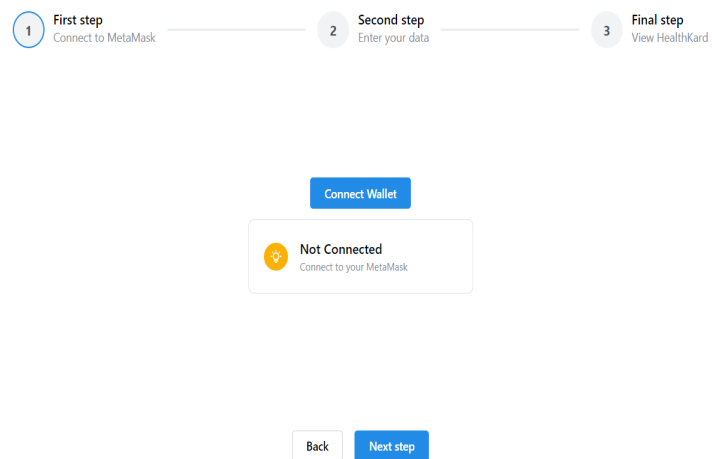 1
First step
Connect to MetaMask
2
Second step
Enter your data
3
Final step
View HealthKard
Connect Wallet
Not Connected
Connect to your MetaMask
Back
Next step